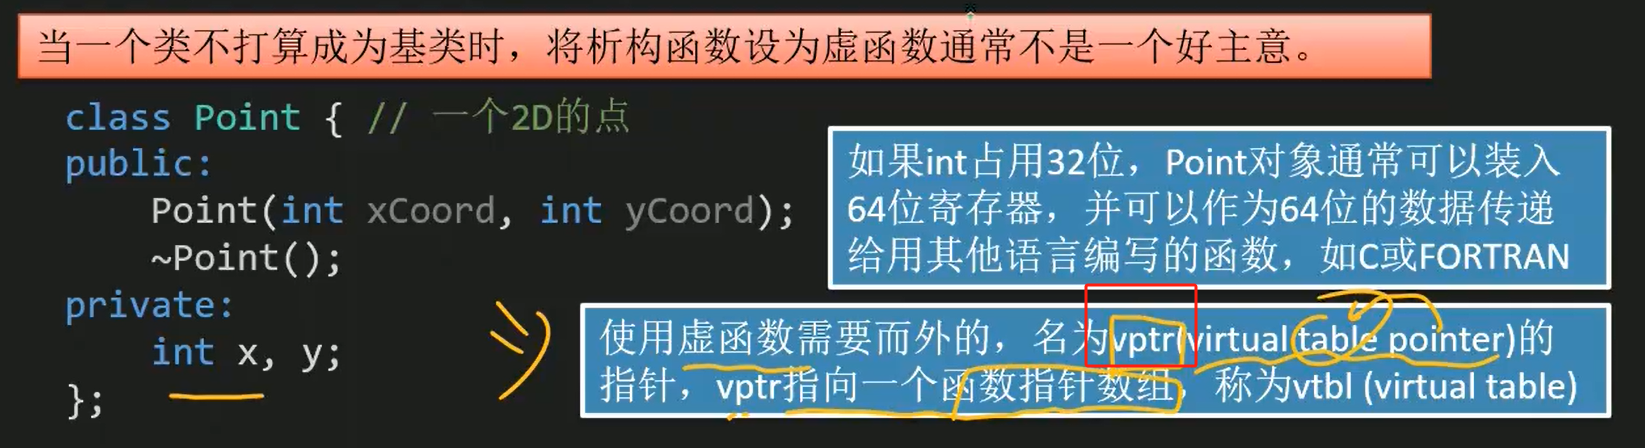 当一个类不打算成为基类时，将析构函数设为虚函数通常不是一个好主意。
class Point { // 一个2D的点
public:
Point(int xCoord, int yCoord);
~Point();
private:
int x, y;
};
如果int占用32位，Point对象通常可以装入
64位寄存器，并可以作为64位的数据传递
给用其他语言编写的函数，如C或FORTRAN
使用虚函数需要而外的，名为vptr(virtual table pointer)的
指针，vptr指向一个函数指针数组，称为vtbl (virtual table)